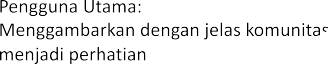 Pengguna Utama:
Menggambarkan dengan jelas komunitas
menjadi perhatian